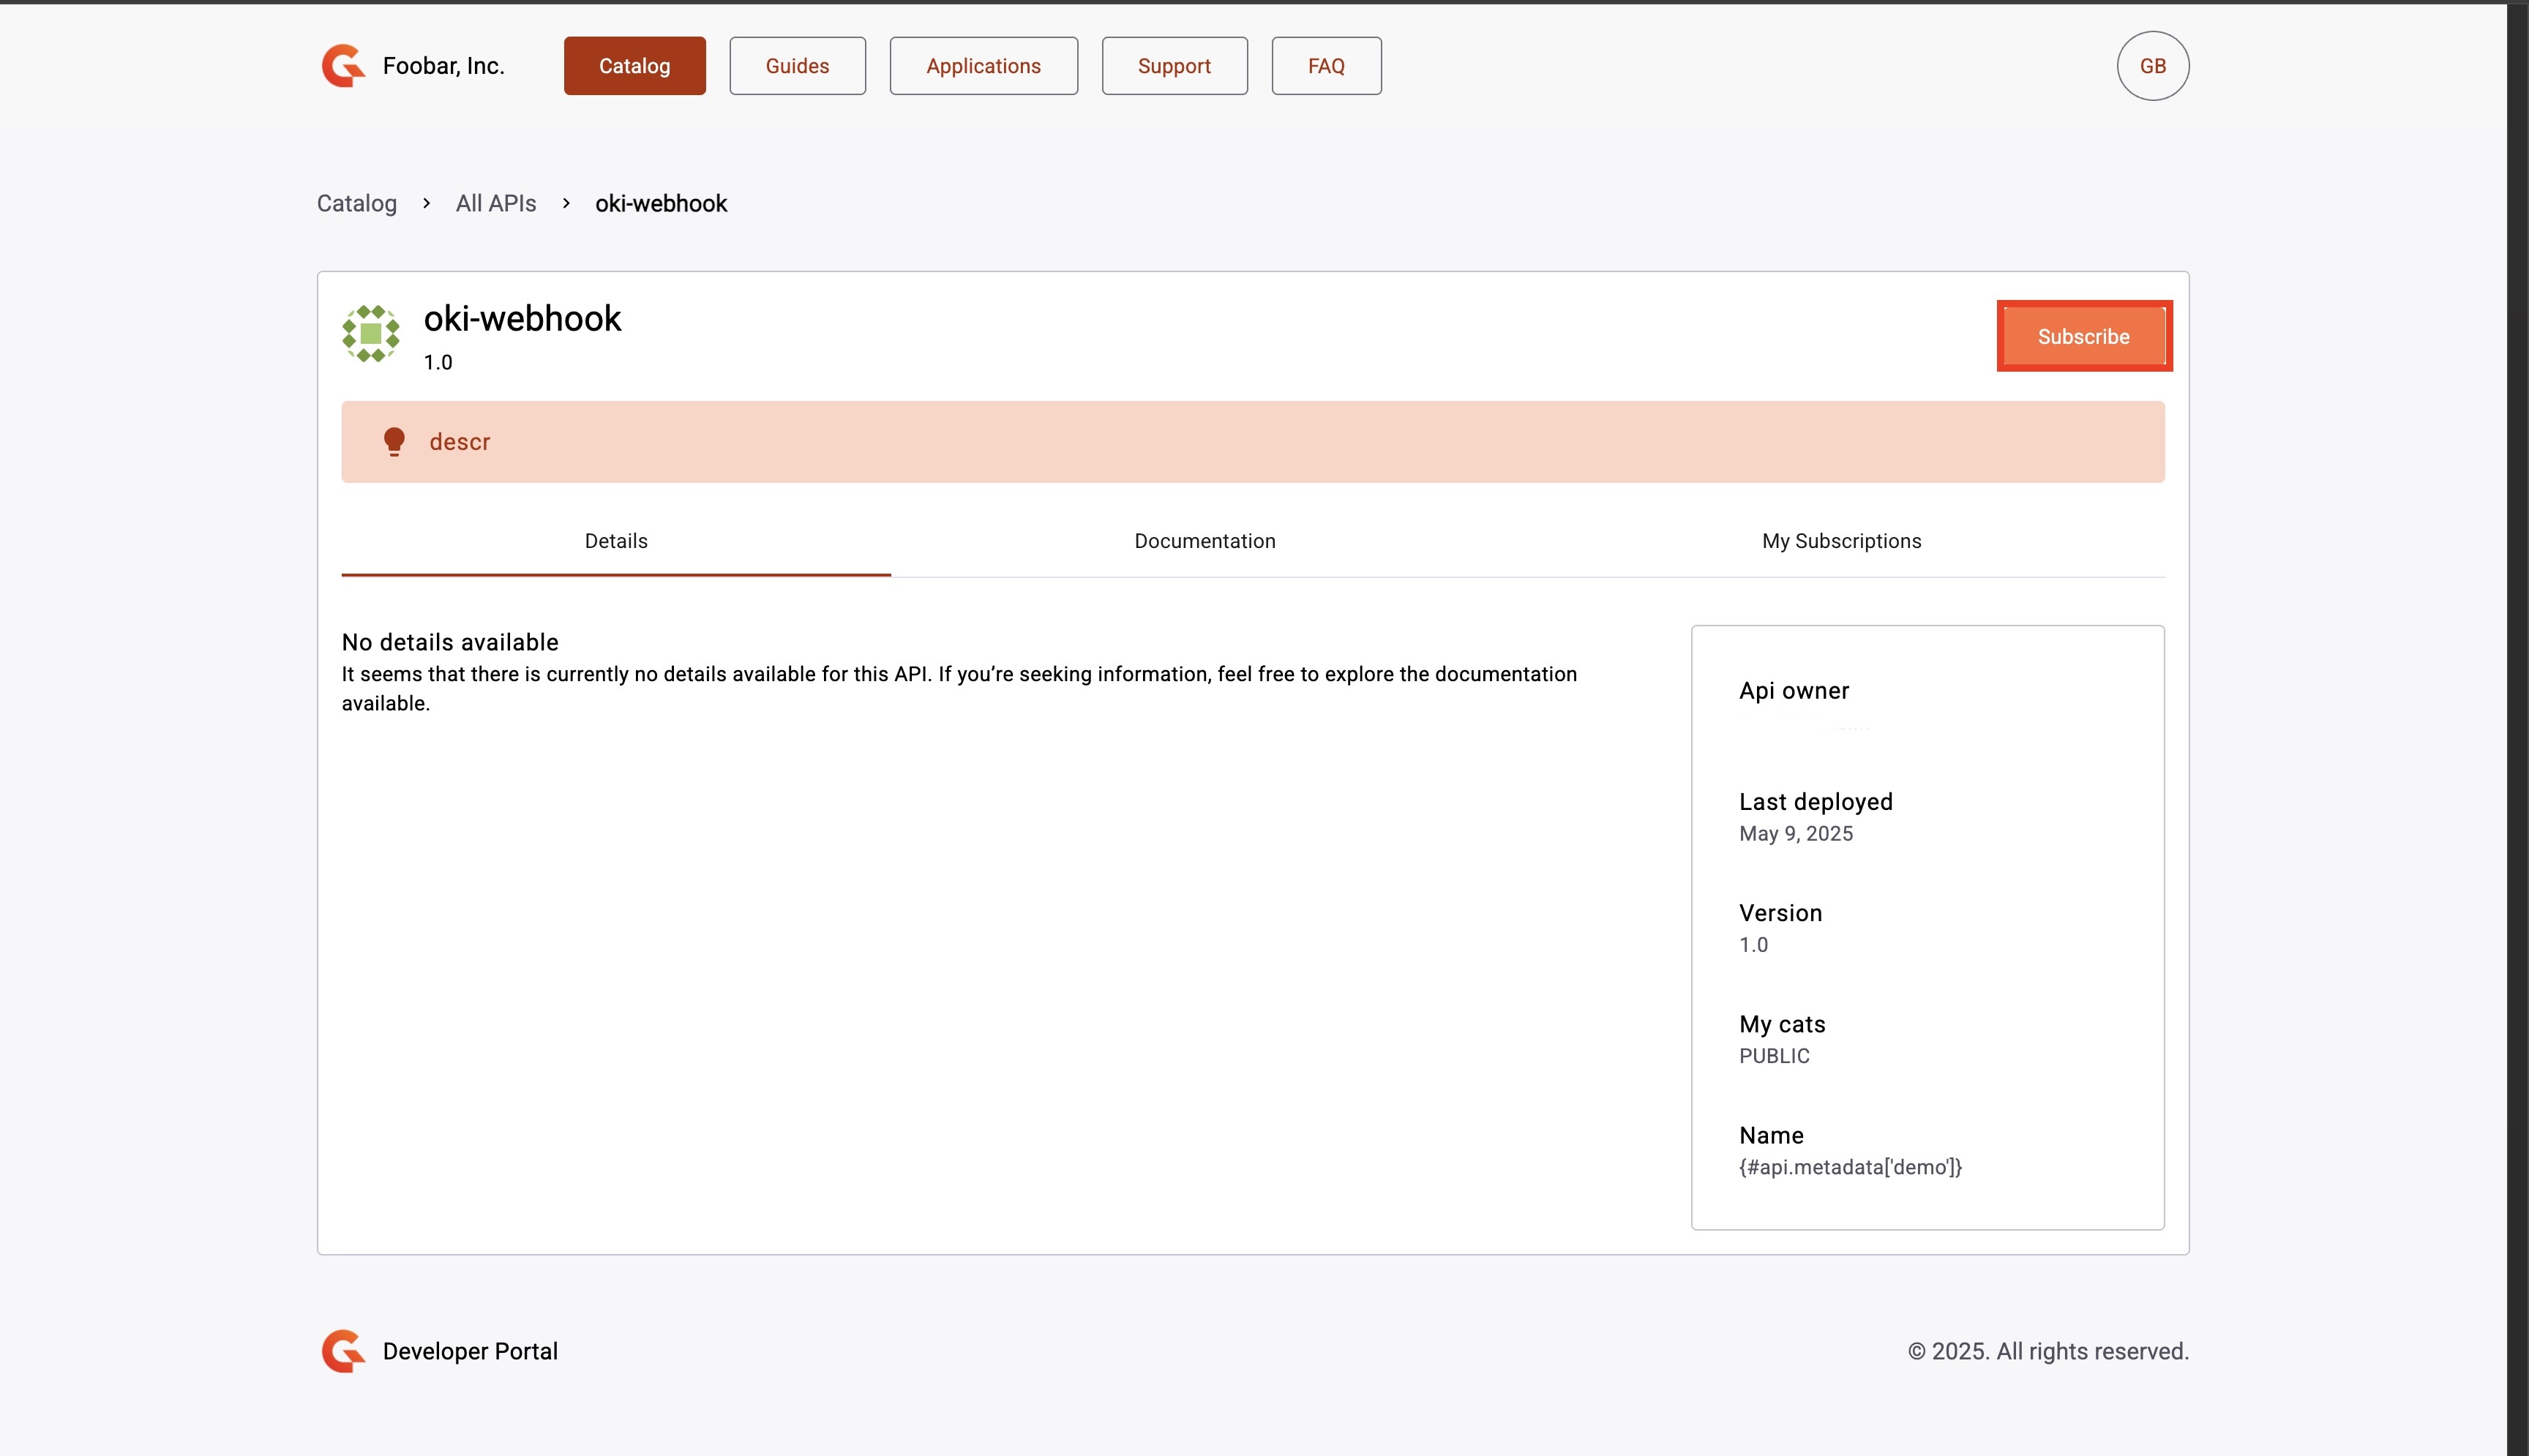 Foobar, Inc.
Catalog
Guides
Applications
Support
FAQ
GB
Catalog > All APIs > oki-webhook
oki-webhook
1.0
Subscribe
descr
Details
Documentation
My Subscriptions
No details available
It seems that there is currently no details available for this API. If you’re seeking information, feel free to explore the documentation
available.
Api owner
Last deployed
May 9, 2025
Version
1.0
My cats
PUBLIC
Name
{#api.metadata['demo']}
Developer Portal
© 2025. All rights reserved.